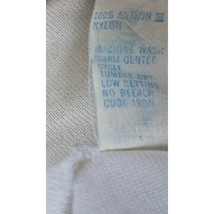 100% ANTRON III
NYLON
MACHINE WASH
WARM-GENTLE
CYCLE
TUMBLE DRY,
LOW SETTING
NO BLEACH
COOL IRON